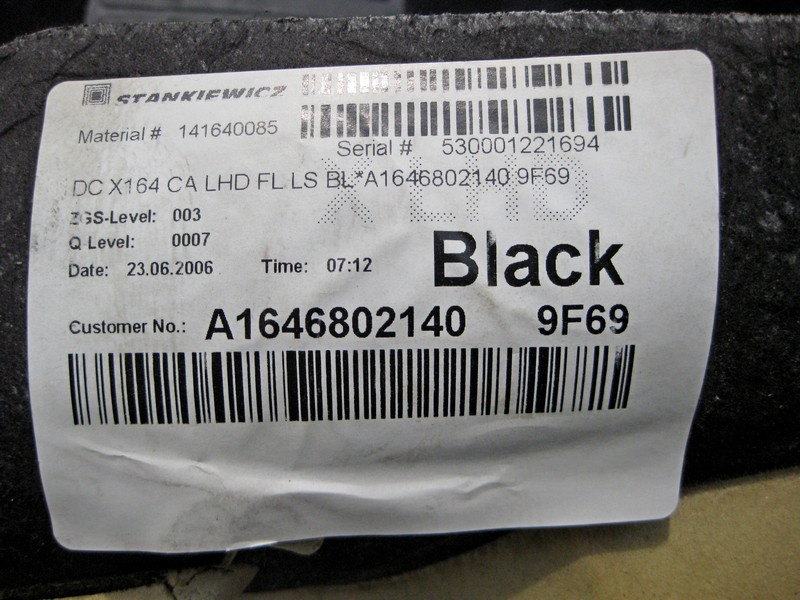 STANKIEWICZ
Material # 141640085
Serial # 530001221694
DC X164 CA LHD FL LS BL*A1646802140 9F69
X LHD
ZGS-Level: 003
Q Level: 0007
Black
Date: 23.06.2006 Time: 07:12
Customer No.: A1646802140 9F69